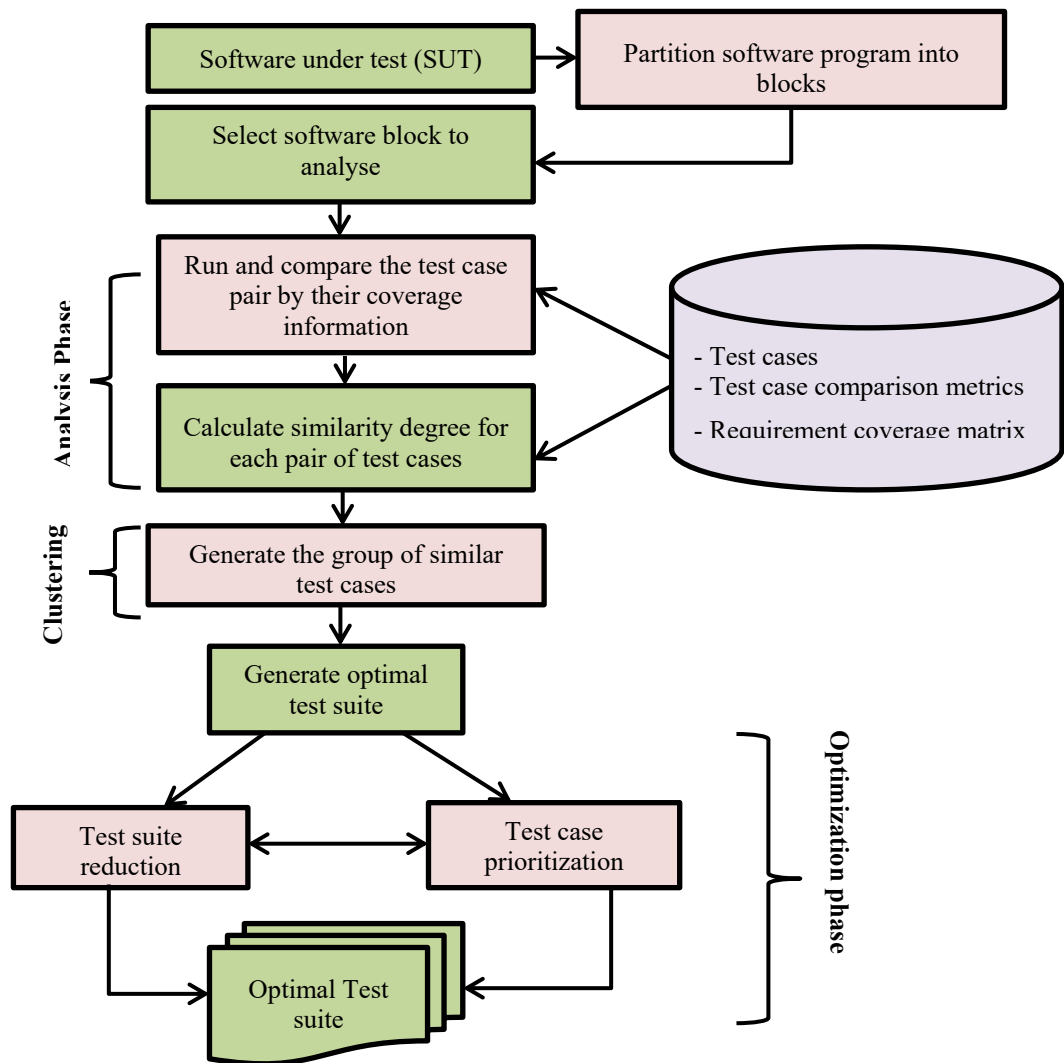 Software under test (SUT)
Partition software program into
blocks
Select software block to
analyse
Run and compare the test case
pair by their coverage
information
Analysis Phase
- Test cases
- Test case comparison metrics
- Requirement coverage matrix
Calculate similarity degree for
each pair of test cases
Clustering
Generate the group of similar
test cases
Generate optimal
test suite
Optimization phase
Test suite
reduction
Test case
prioritization
Optimal Test
suite